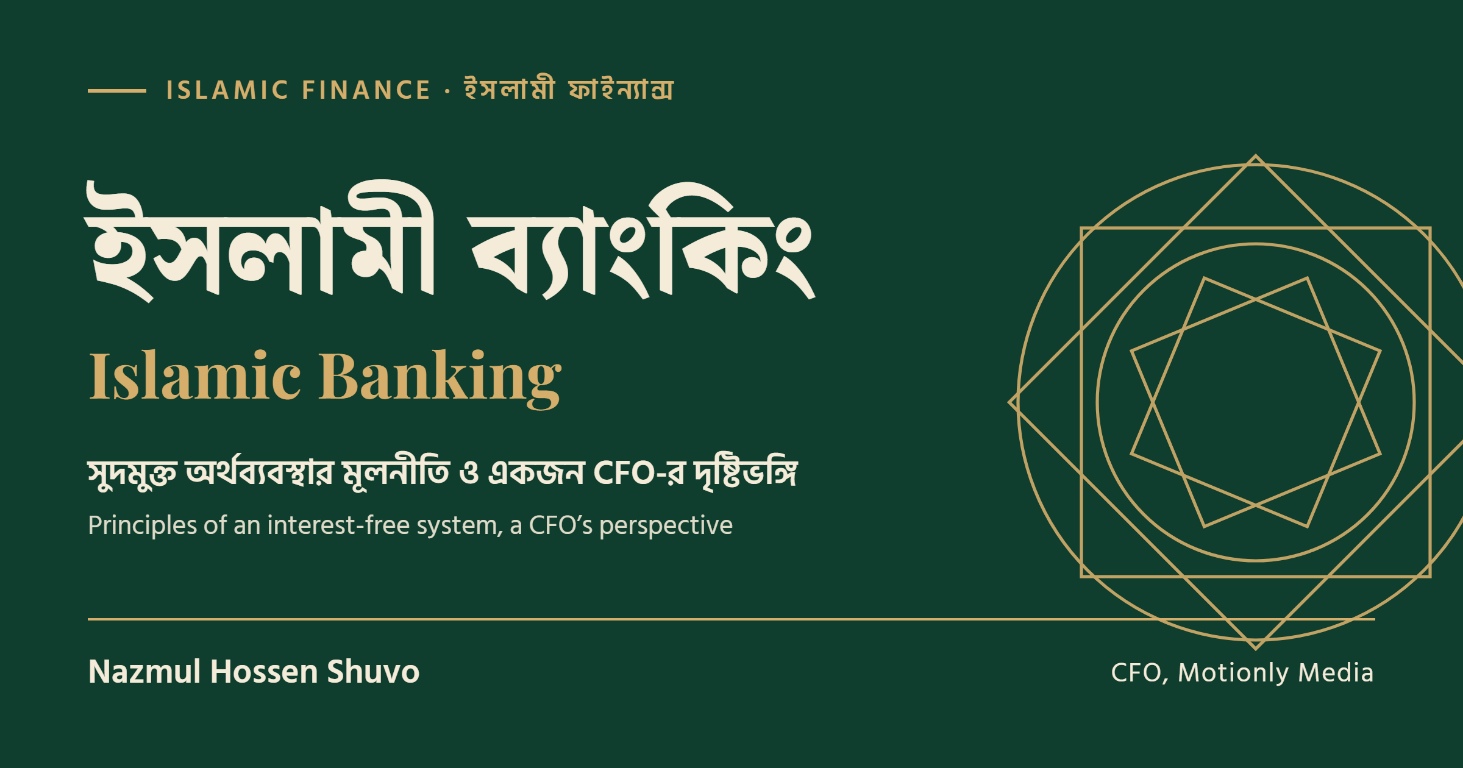 ISLAMIC FINANCE · ইসলামী ফাইন্যান্স
ইসলামী ব্যাংকিং
Islamic Banking
সুদমুক্ত অর্থব্যবস্থার মূলনীতি ও একজন CFO-র দৃষ্টিভঙ্গি
Principles of an interest-free system, a CFO’s perspective
Nazmul Hossen Shuvo
CFO, Motionly Media